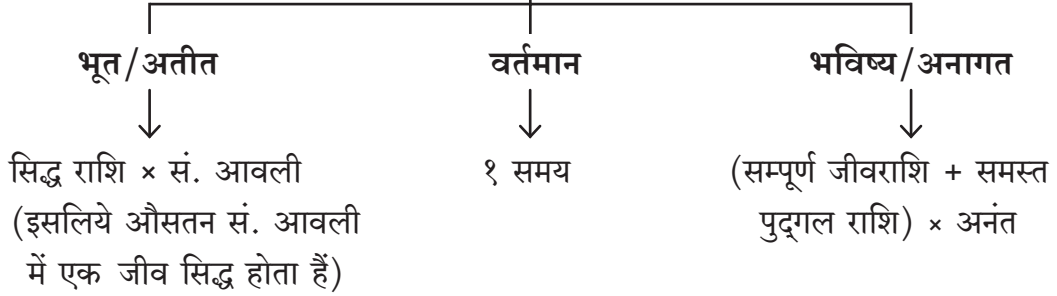 भूत/अतीत
वर्तमान
भविष्य/अनागत
सिद्ध राशि × सं. आवली
(इसलिये औसतन सं. आवली
में एक जीव सिद्ध होता हैं)
१ समय
(सम्पूर्ण जीवराशि + समस्त
पुद्‌गल राशि) × अनंत